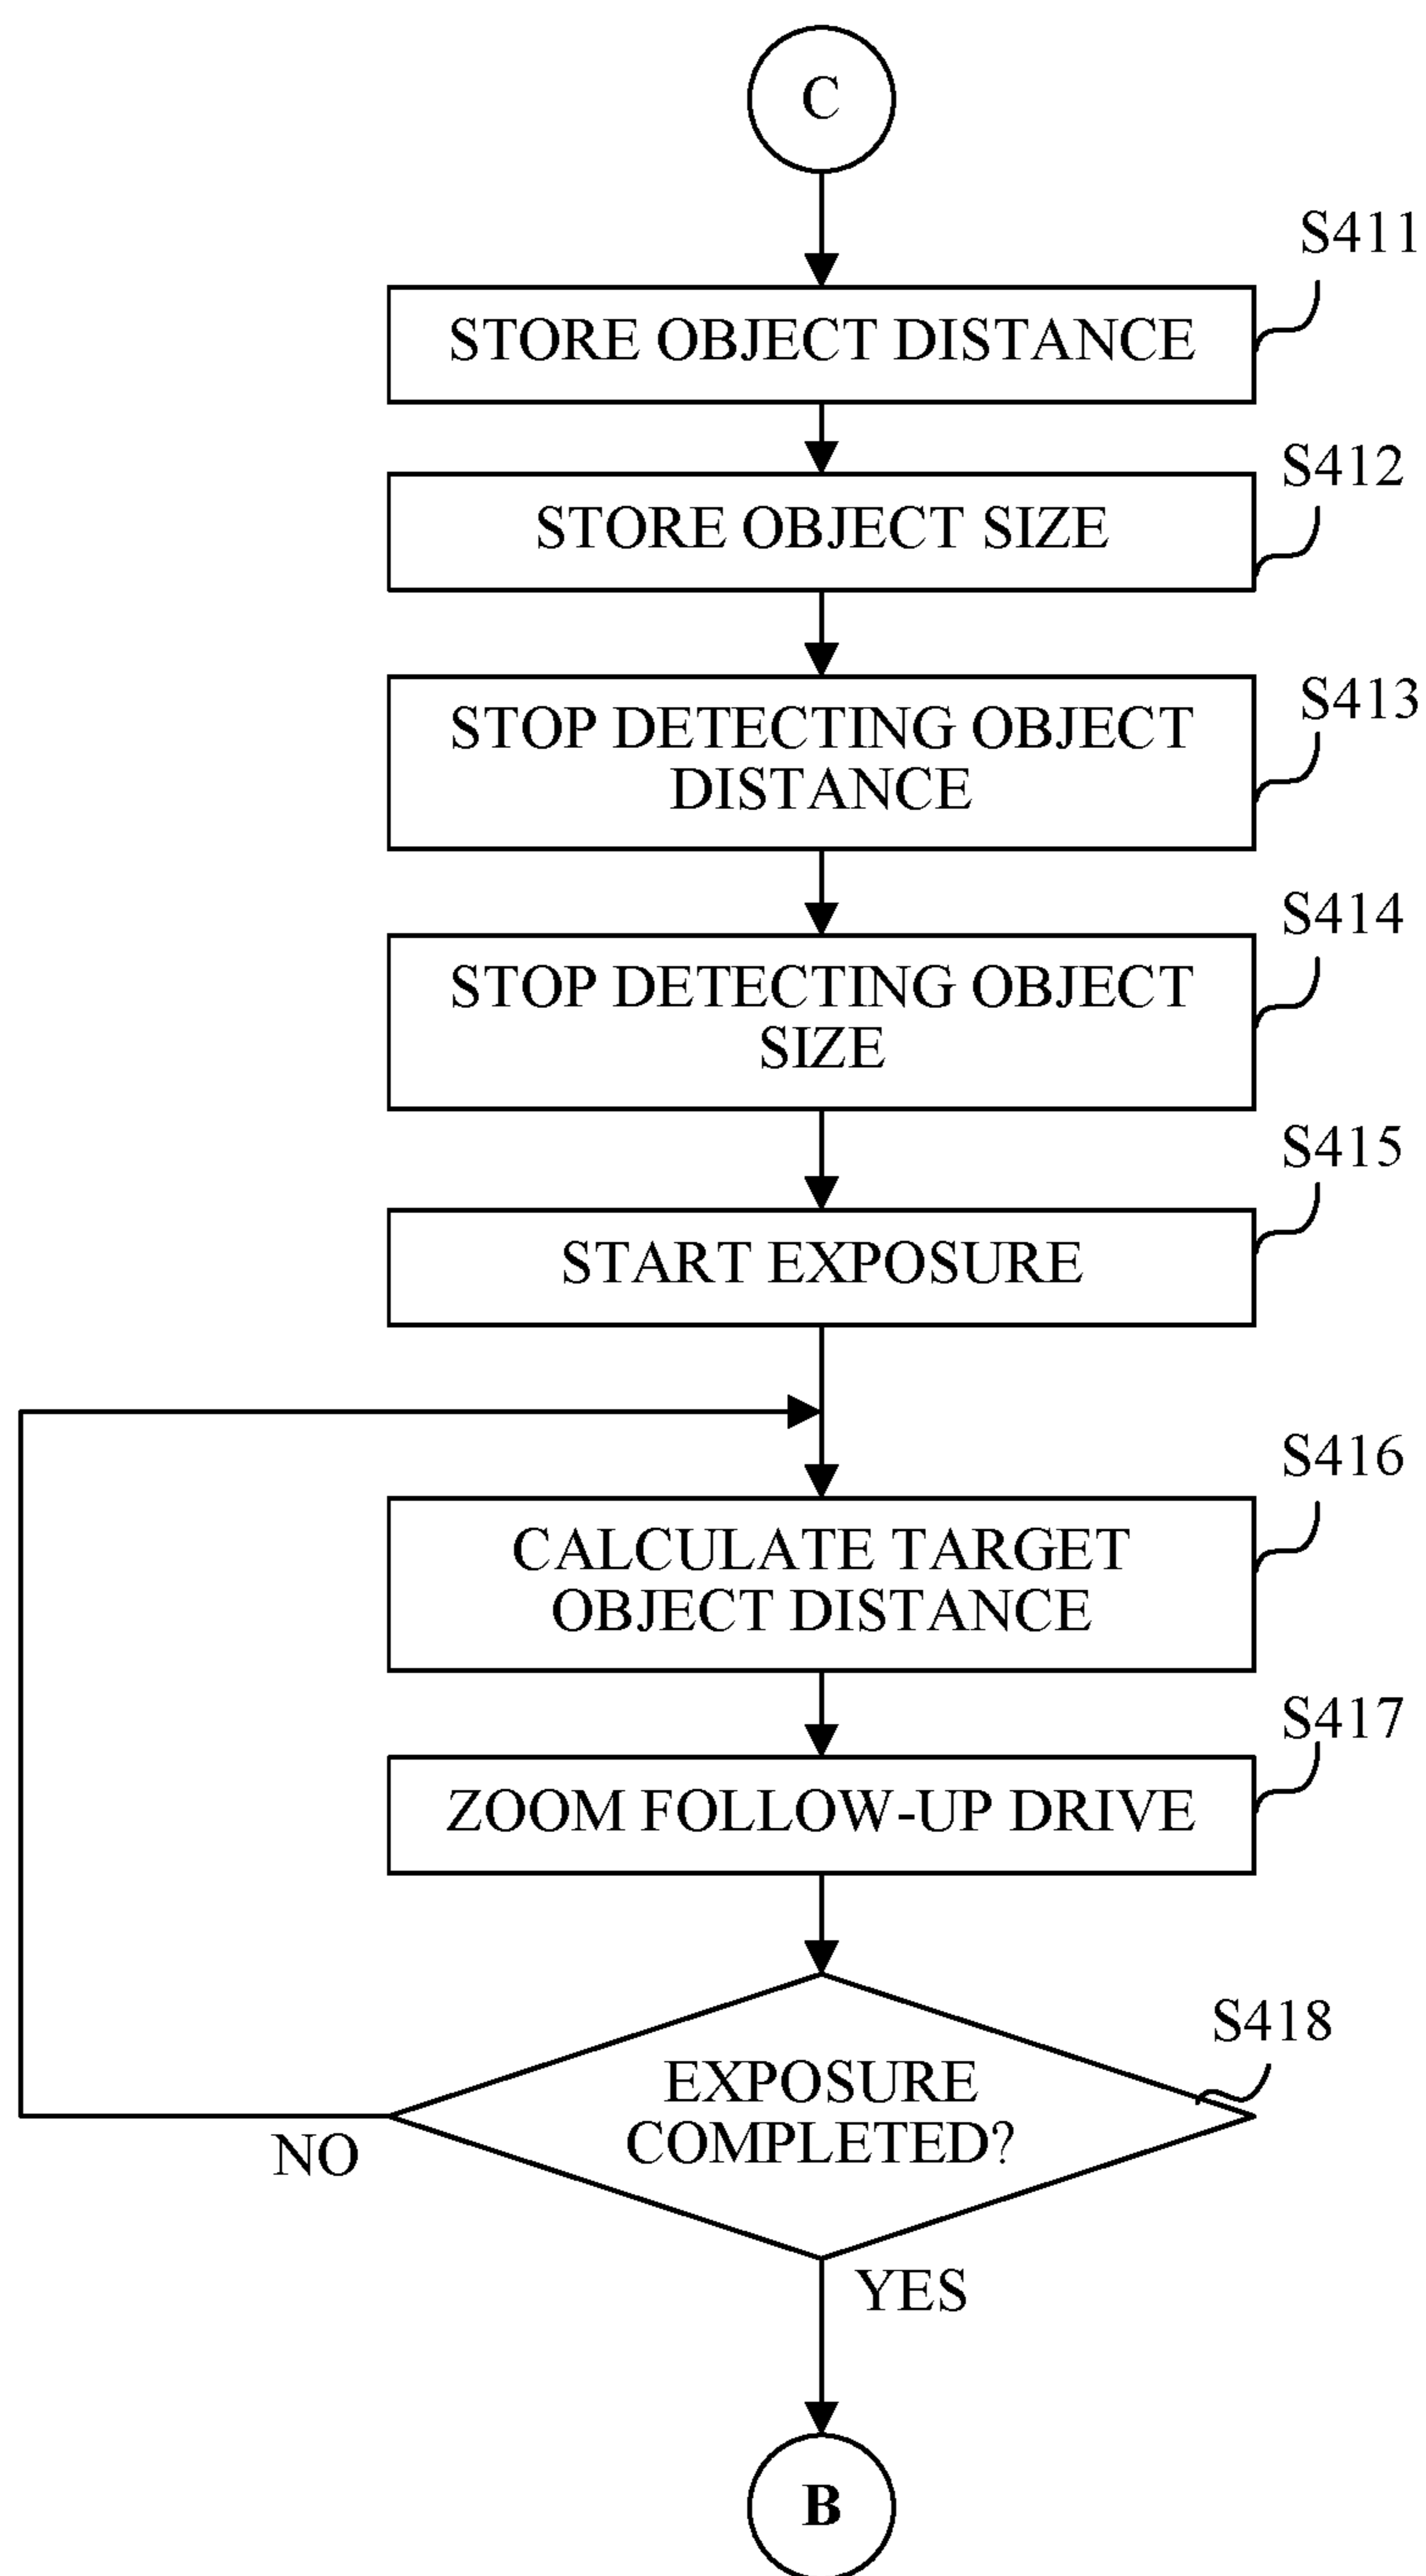 C
S411
STORE OBJECT DISTANCE
S412
STORE OBJECT SIZE
S413
STOP DETECTING OBJECT
DISTANCE
S414
STOP DETECTING OBJECT
SIZE
S415
START EXPOSURE
S416
CALCULATE TARGET
OBJECT DISTANCE
S417
ZOOM FOLLOW-UP DRIVE
S418
EXPOSURE
COMPLETED?
NO
YES
B